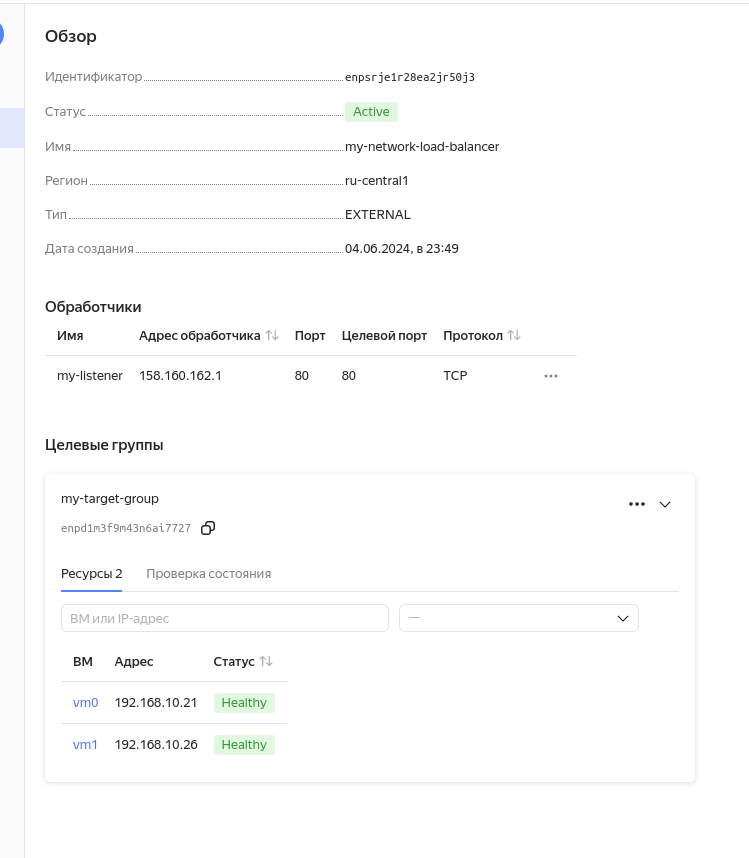 Обзор
Идентификатор enpsrje1r28ea2jr50j3
Статус Active
Имя my-network-load-balancer
Регион ru-central1
Тип EXTERNAL
Дата создания 04.06.2024, в 23:49
Обработчики
Имя Адрес обработчика Порт Целевой порт Протокол
my-listener 158.160.162.1 80 80 TCP
Целевые группы
my-target-group
enpd1m3f9m43n6ai7727
Ресурсы 2 Проверка состояния
ВМ или IP-адрес —
ВМ Адрес Статус
vm0 192.168.10.21 Healthy
vm1 192.168.10.26 Healthy